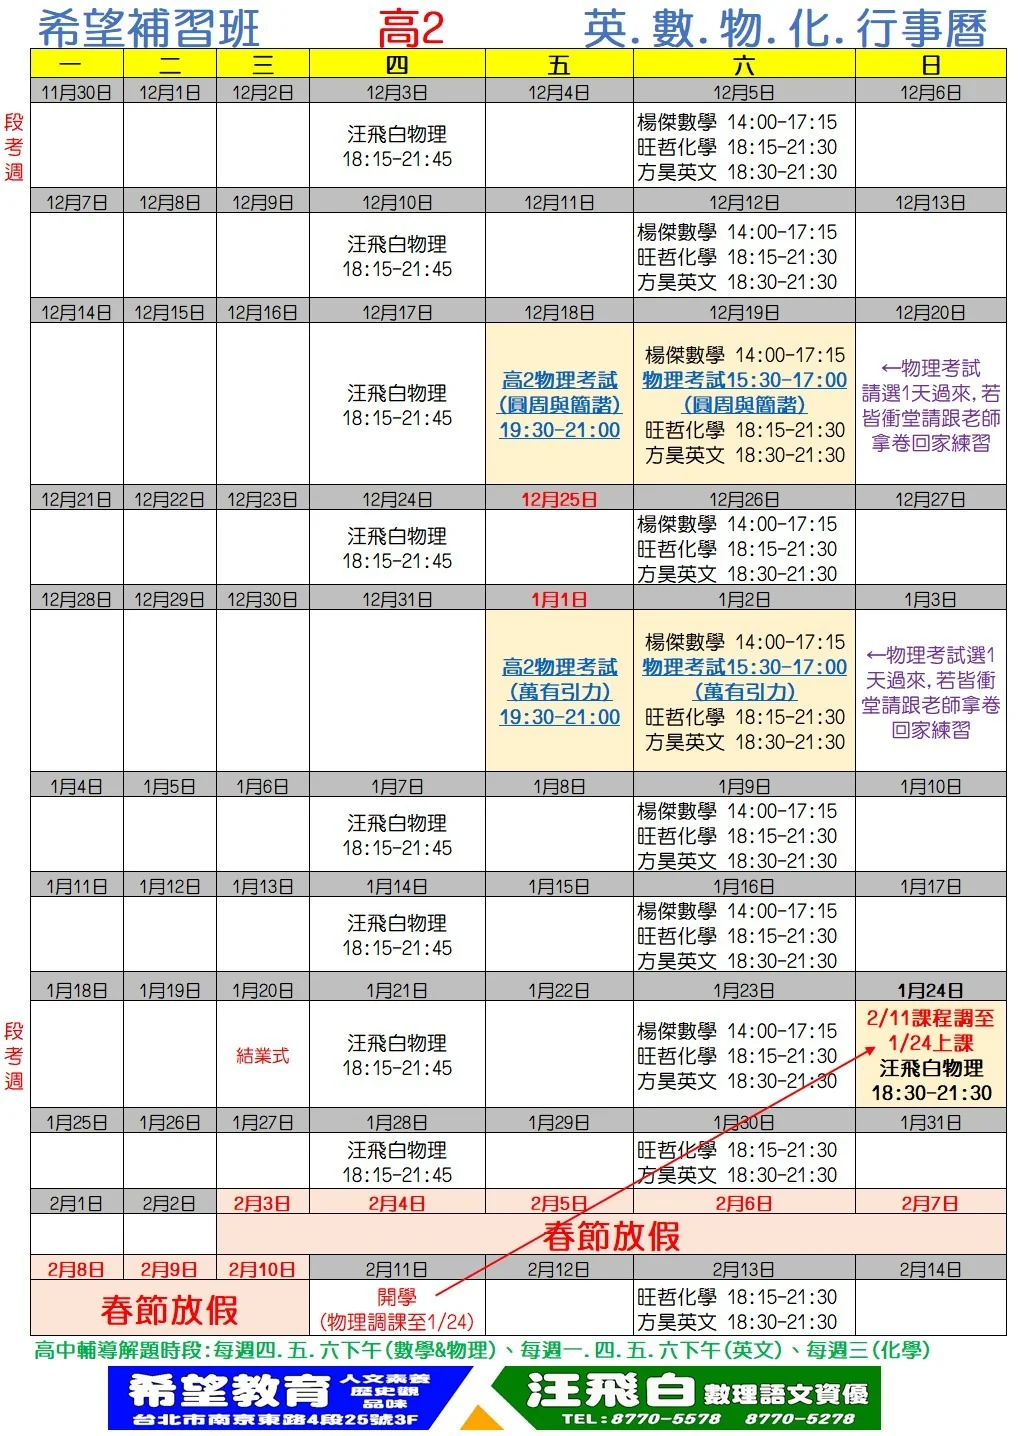 希望補習班 高2 英.數.物.化.行事曆
一 二 三 四 五 六 日
11月30日 12月1日 12月2日 12月3日 12月4日 12月5日 12月6日
段考週
汪飛白物理
18:15-21:45
楊傑數學 14:00-17:15
旺哲化學 18:15-21:30
方昊英文 18:30-21:30
12月7日 12月8日 12月9日 12月10日 12月11日 12月12日 12月13日
汪飛白物理
18:15-21:45
楊傑數學 14:00-17:15
旺哲化學 18:15-21:30
方昊英文 18:30-21:30
12月14日 12月15日 12月16日 12月17日 12月18日 12月19日 12月20日
汪飛白物理
18:15-21:45
高2物理考試
(圓周與簡諧)
19:30-21:00
楊傑數學 14:00-17:15
物理考試15:30-17:00
(圓周與簡諧)
旺哲化學 18:15-21:30
方昊英文 18:30-21:30
←物理考試
請選1天過來,若
皆衝堂請跟老師
拿卷回家練習
12月21日 12月22日 12月23日 12月24日 12月25日 12月26日 12月27日
汪飛白物理
18:15-21:45
楊傑數學 14:00-17:15
旺哲化學 18:15-21:30
方昊英文 18:30-21:30
12月28日 12月29日 12月30日 12月31日 1月1日 1月2日 1月3日
高2物理考試
(萬有引力)
19:30-21:00
楊傑數學 14:00-17:15
物理考試15:30-17:00
(萬有引力)
旺哲化學 18:15-21:30
方昊英文 18:30-21:30
←物理考試選1
天過來,若皆衝
堂請跟老師拿卷
回家練習
1月4日 1月5日 1月6日 1月7日 1月8日 1月9日 1月10日
汪飛白物理
18:15-21:45
楊傑數學 14:00-17:15
旺哲化學 18:15-21:30
方昊英文 18:30-21:30
1月11日 1月12日 1月13日 1月14日 1月15日 1月16日 1月17日
汪飛白物理
18:15-21:45
楊傑數學 14:00-17:15
旺哲化學 18:15-21:30
方昊英文 18:30-21:30
1月18日 1月19日 1月20日 1月21日 1月22日 1月23日 1月24日
段考週
結業式
汪飛白物理
18:15-21:45
楊傑數學 14:00-17:15
旺哲化學 18:15-21:30
方昊英文 18:30-21:30
2/11課程調至
1/24上課
汪飛白物理
18:30-21:30
1月25日 1月26日 1月27日 1月28日 1月29日 1月30日 1月31日
汪飛白物理
18:15-21:45
旺哲化學 18:15-21:30
方昊英文 18:30-21:30
2月1日 2月2日 2月3日 2月4日 2月5日 2月6日 2月7日
春節放假
2月8日 2月9日 2月10日 2月11日 2月12日 2月13日 2月14日
春節放假
開學
(物理調課至1/24)
旺哲化學 18:15-21:30
方昊英文 18:30-21:30
高中輔導解題時段:每週四.五.六下午(數學&物理)、每週一.四.五.六下午(英文)、每週三(化學)
希望教育 人文素養
歷史觀
品味
台北市南京東路4段25號3F
汪飛白 數理語文資優
TEL:8770-5578 8770-5278